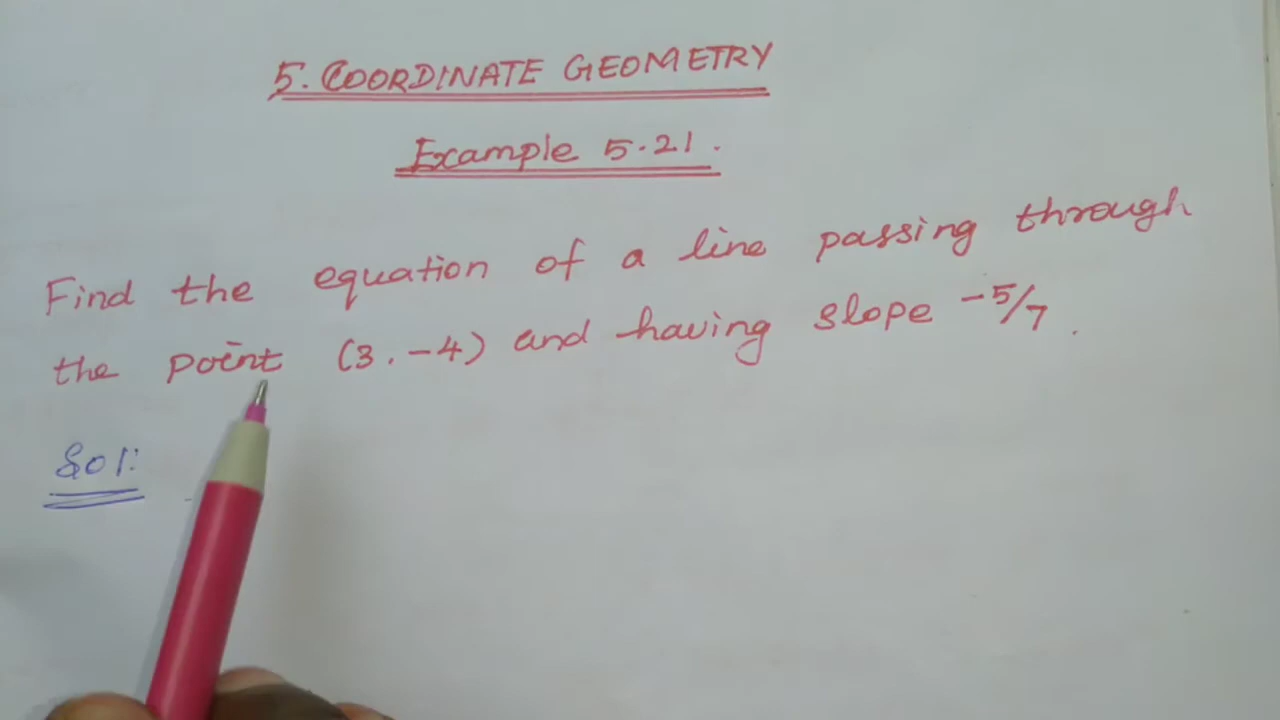 5. COORDINATE GEOMETRY
Example 5.21.
Find the equation of a line passing through
the point (3, -4) and having slope -5/7.
Sol: